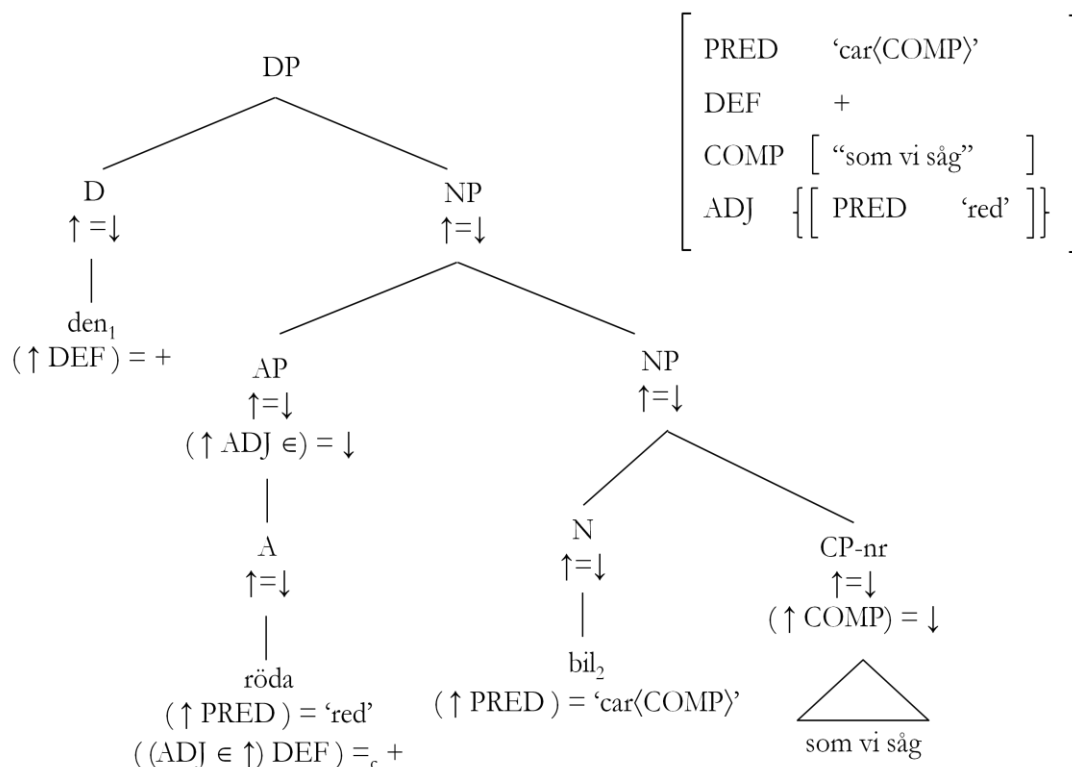 DP
D
↑ =↓
den₁
( ↑ DEF ) = +
NP
↑=↓
AP
↑=↓
( ↑ ADJ ∈ ) = ↓
A
↑=↓
röda
( ↑ PRED ) = ‘red’
( (ADJ ∈ ↑) DEF ) =c +
NP
↑=↓
N
↑=↓
bil₂
( ↑ PRED ) = ‘car⟨COMP⟩’
CP-nr
↑=↓
( ↑ COMP) = ↓
som vi såg
PRED ‘car⟨COMP⟩’
DEF +
COMP [ “som vi såg” ]
ADJ {[ PRED ‘red’ ]}